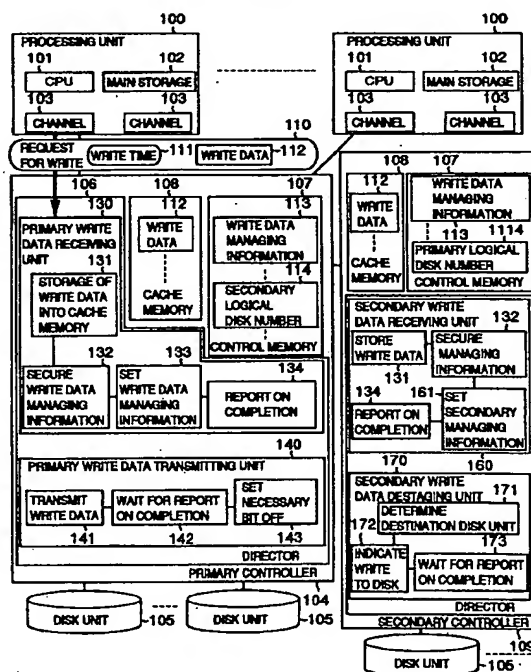 100
PROCESSING UNIT
101
102
CPU
MAIN STORAGE
103
103
CHANNEL
CHANNEL
100
PROCESSING UNIT
101
102
CPU
MAIN STORAGE
103
103
CHANNEL
CHANNEL
110
REQUEST FOR WRITE
WRITE TIME
111
WRITE DATA
112
106
108
107
130
PRIMARY WRITE
DATA RECEIVING
UNIT
131
STORAGE OF
WRITE DATA
INTO CACHE
MEMORY
112
WRITE
DATA
CACHE
MEMORY
113
WRITE DATA
MANAGING
INFORMATION
114
SECONDARY
LOGICAL
DISK NUMBER
CONTROL MEMORY
132
133
134
SECURE
WRITE DATA
MANAGING
INFORMATION
SET
WRITE DATA
MANAGING
INFORMATION
REPORT ON
COMPLETION
140
PRIMARY WRITE DATA TRANSMITTING UNIT
TRANSMIT
WRITE DATA
WAIT FOR REPORT
ON COMPLETION
SET
NECESSARY
BIT OFF
141
142
143
DIRECTOR
PRIMARY CONTROLLER
104
DISK UNIT
105
DISK UNIT
105
108
107
112
WRITE
DATA
CACHE
MEMORY
WRITE DATA
MANAGING
INFORMATION
113
1114
PRIMARY LOGICAL
DISK NUMBER
CONTROL MEMORY
SECONDARY WRITE
DATA RECEIVING UNIT
132
STORE
WRITE DATA
SECURE
MANAGING
INFORMATION
131
134
161
REPORT ON
COMPLETION
SET
SECONDARY
MANAGING
INFORMATION
170
160
SECONDARY WRITE
DATA DESTAGING UNIT
171
DETERMINE
DESTINATION DISK UNIT
172
173
INDICATE
WRITE
TO DISK
WAIT FOR REPORT
ON COMPLETION
DIRECTOR
SECONDARY CONTROLLER
109
DISK UNIT
105